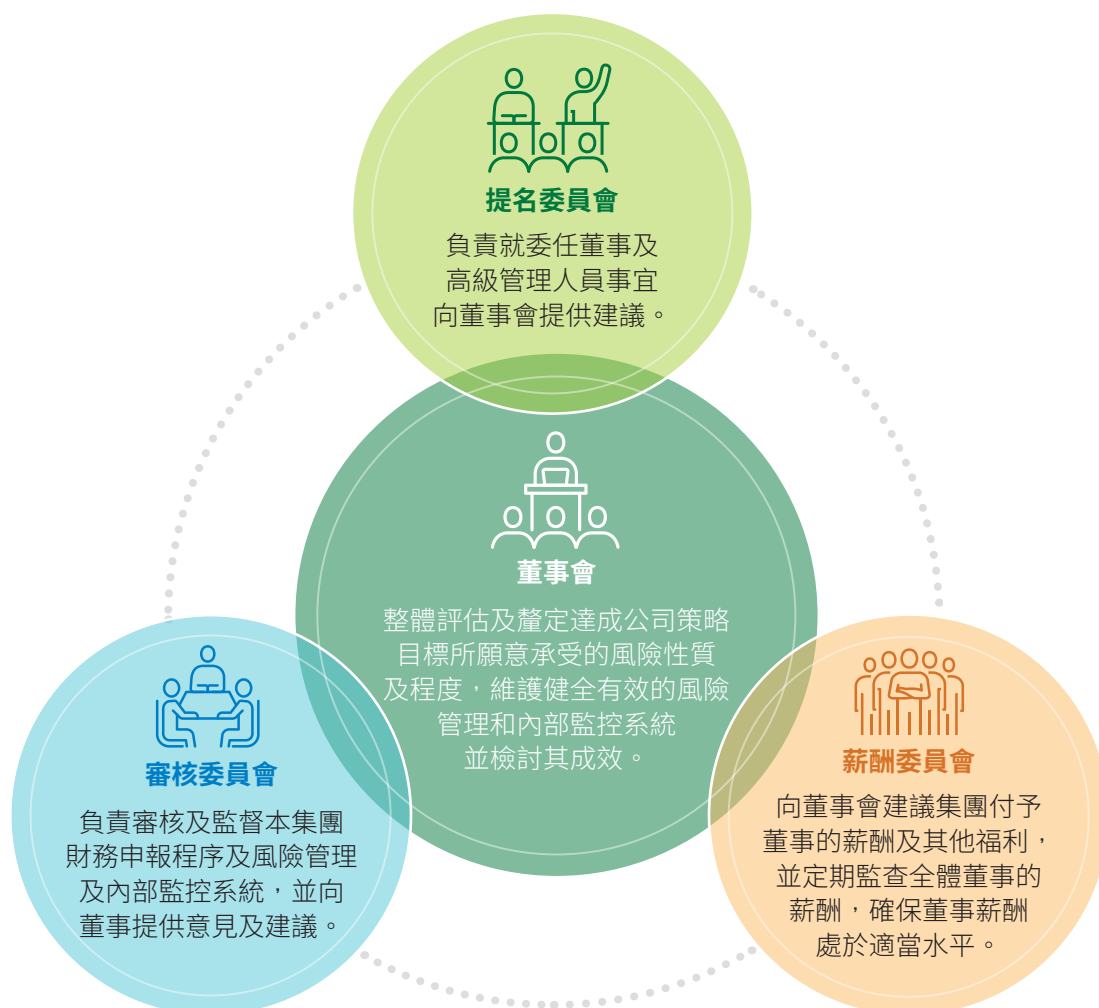 提名委員會
負責就委任董事及
高級管理人員事宜
向董事會提供建議。
董事會
整體評估及釐定達成公司策略
目標所願意承受的風險性質
及程度，維護健全有效的風險
管理和內部監控系統
並檢討其成效。
審核委員會
負責審核及監督本集團
財務申報程序及風險管理
及內部監控系統，並向
董事提供意見及建議。
薪酬委員會
向董事會建議集團付予
董事的薪酬及其他福利，
並定期監查全體董事的
薪酬，確保董事薪酬
處於適當水平。